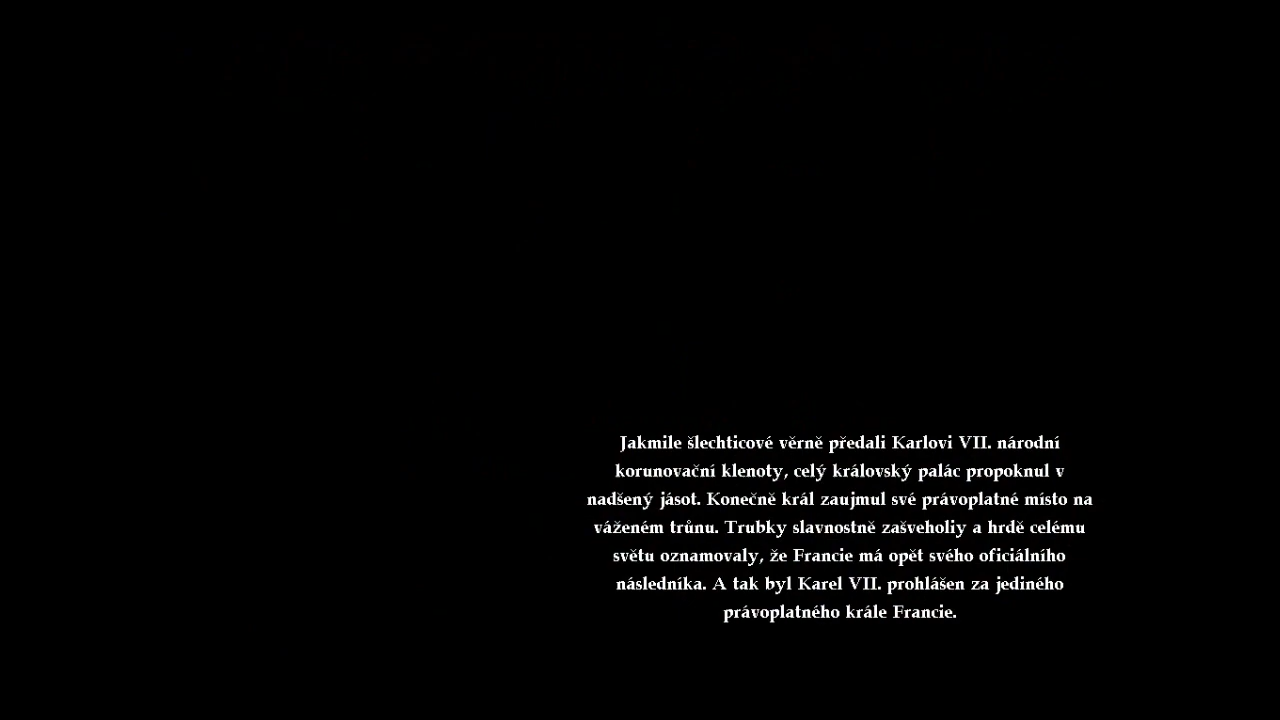 Jakmile šlechticové věrně předali Karlovi VII. národní
korunovační klenoty, celý královský palác propoknul v
nadšený jásot. Konečně král zaujmul své právoplatné místo na
váženém trůnu. Trubky slavnostně zašveholiy a hrdě celému
světu oznamovaly, že Francie má opět svého oficiálního
následníka. A tak byl Karel VII. prohlášen za jediného
právoplatného krále Francie.